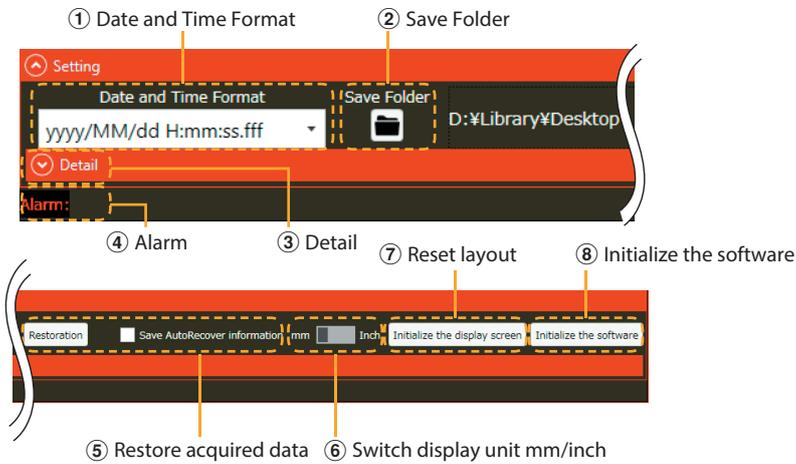 ① Date and Time Format
② Save Folder
Setting
Date and Time Format
Save Folder
yyyy/MM/dd H:mm:ss.fff
D:¥Library¥Desktop
Detail
Alarm:
④ Alarm
③ Detail
⑦ Reset layout
⑧ Initialize the software
Restoration
Save AutoRecover information
mm
Inch
Initialize the display screen
Initialize the software
⑤ Restore acquired data
⑥ Switch display unit mm/inch